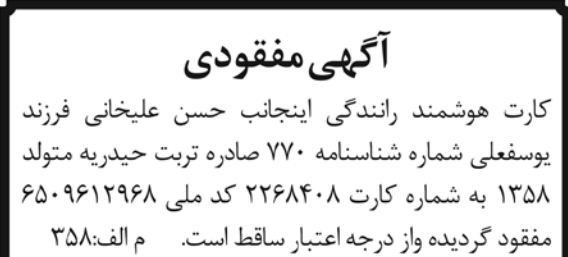 آگهی مفقودی
کارت هوشمند رانندگی اینجانب حسن علیخانی فرزند
یوسفعلی شماره شناسنامه ۷۷۰ صادره تربت حیدریه متولد
۱۳۵۸ به شماره کارت ۲۲۶۸۴۰۸ کد ملی ۶۵۰۹۶۱۲۹۶۸
مفقود گردیده واز درجه اعتبار ساقط است. م الف:۳۵۸